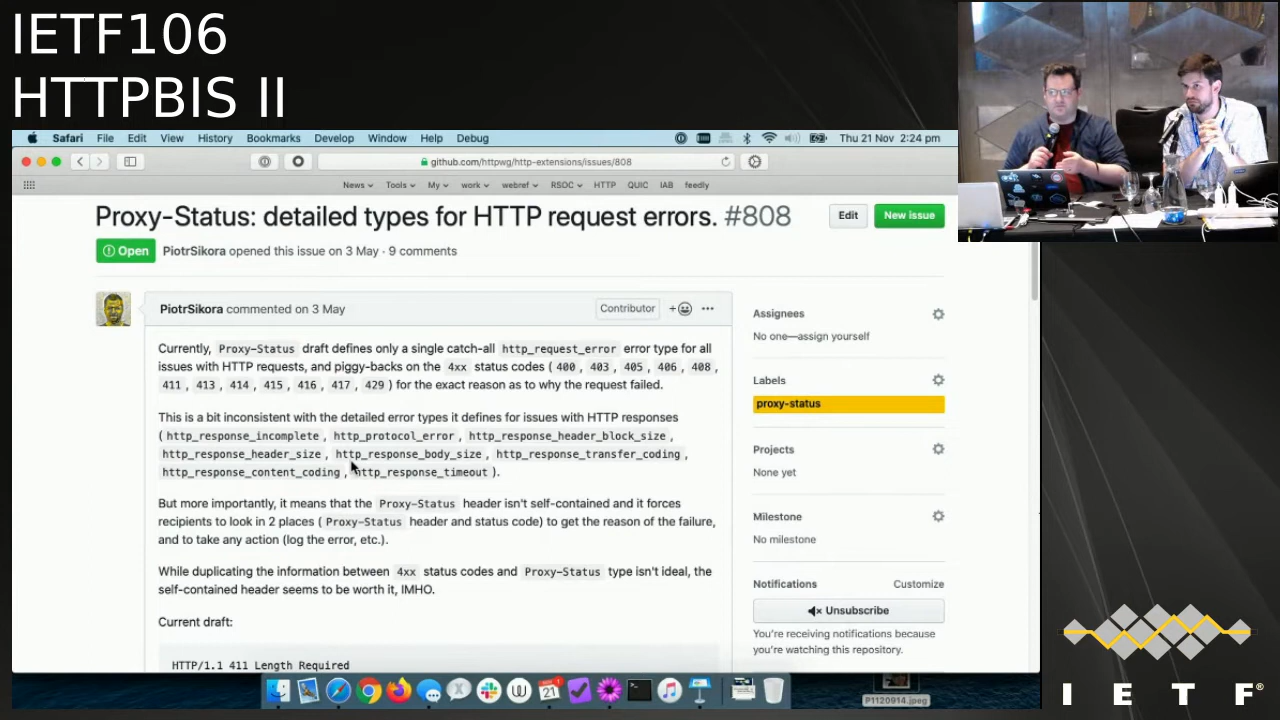 IETF106
HTTPBIS II
Safari File Edit View History Bookmarks Develop Window Help Debug Thu 21 Nov 2:24 pm
github.com/httpwg/http-extensions/issues/808
News Tools My work webref RSOC HTTP QUIC IAB feedly
Proxy-Status: detailed types for HTTP request errors. #808
Edit
New issue
Open PiotrSikora opened this issue on 3 May · 9 comments
PiotrSikora commented on 3 May
Contributor
Currently, Proxy-Status draft defines only a single catch-all http_request_error error type for all
issues with HTTP requests, and piggy-backs on the 4xx status codes ( 400 , 403 , 405 , 406 , 408 ,
411 , 413 , 414 , 415 , 416 , 417 , 429 ) for the exact reason as to why the request failed.
This is a bit inconsistent with the detailed error types it defines for issues with HTTP responses
( http_response_incomplete , http_protocol_error , http_response_header_block_size ,
http_response_header_size , http_response_body_size , http_response_transfer_coding ,
http_response_content_coding , http_response_timeout ).
But more importantly, it means that the Proxy-Status header isn't self-contained and it forces
recipients to look in 2 places ( Proxy-Status header and status code) to get the reason of the failure,
and to take any action (log the error, etc.).
While duplicating the information between 4xx status codes and Proxy-Status type isn't ideal, the
self-contained header seems to be worth it, IMHO.
Current draft:
HTTP/1.1 411 Length Required
Assignees
No one—assign yourself
Labels
proxy-status
Projects
None yet
Milestone
No milestone
Notifications
Customize
Unsubscribe
You're receiving notifications because
you're watching this repository.
21
P1120914.jpeg
I E T F®